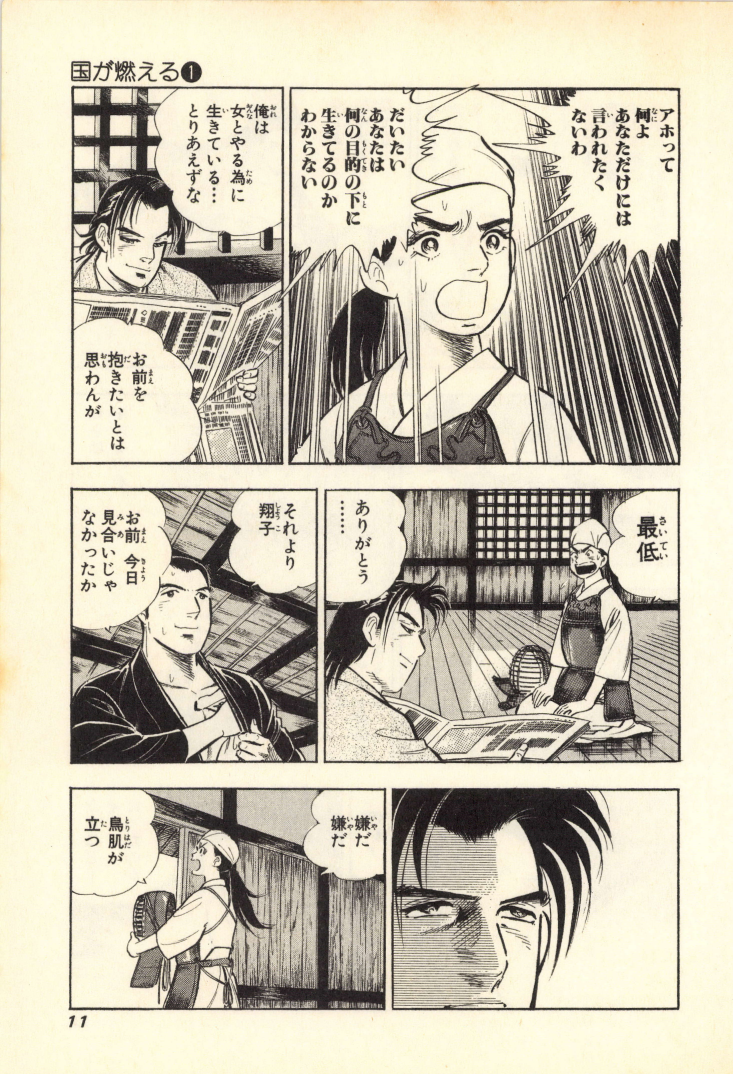 国が燃える❶
アホって
何よ
あなただけには
言われたく
ないわ
だいたい
あなたは
何の目的の下に
生きてるのか
わからない
俺は
女とやる為に
生きている…
とりあえずな
お前を
抱きたいとは
思わんが
最低
ありがとう
……
それより
翔子
お前 今日
見合いじゃ
なかったか
嫌だ
嫌だ
鳥肌が
立つ
11